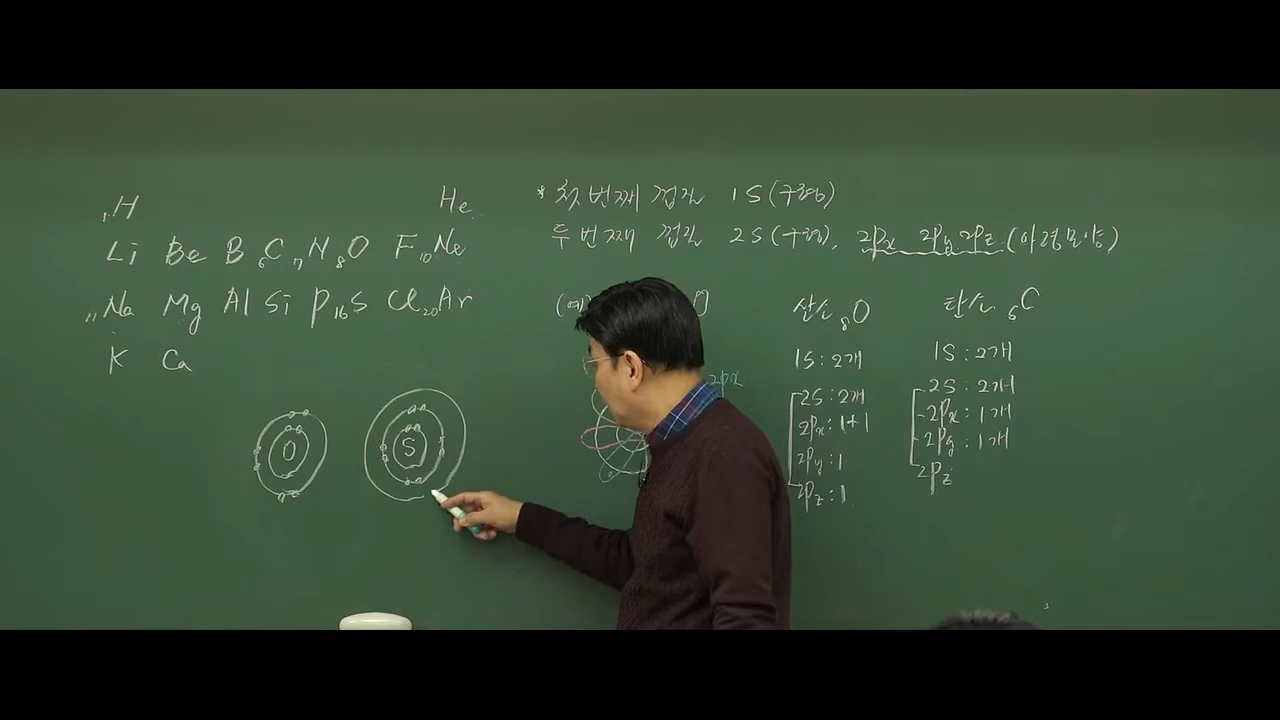 ₁H He
Li Be B ₆C ₇N ₈O F ₁₀Ne
₁₁Na Mg Al Si P ₁₆S Cl ₂₀Ar
K Ca
*첫번째 껍질 1S(구형)
두번째 껍질 2S(구형), 2Px 2Py 2Pz (아령모양)
(예)
산소 ₈O
1S : 2개
2S : 2개
2Px : 1+1
2Py : 1
2Pz : 1
탄소 ₆C
1S : 2개
2S : 2개
2Px : 1개
2Py : 1개
2Pz
O
S
2px